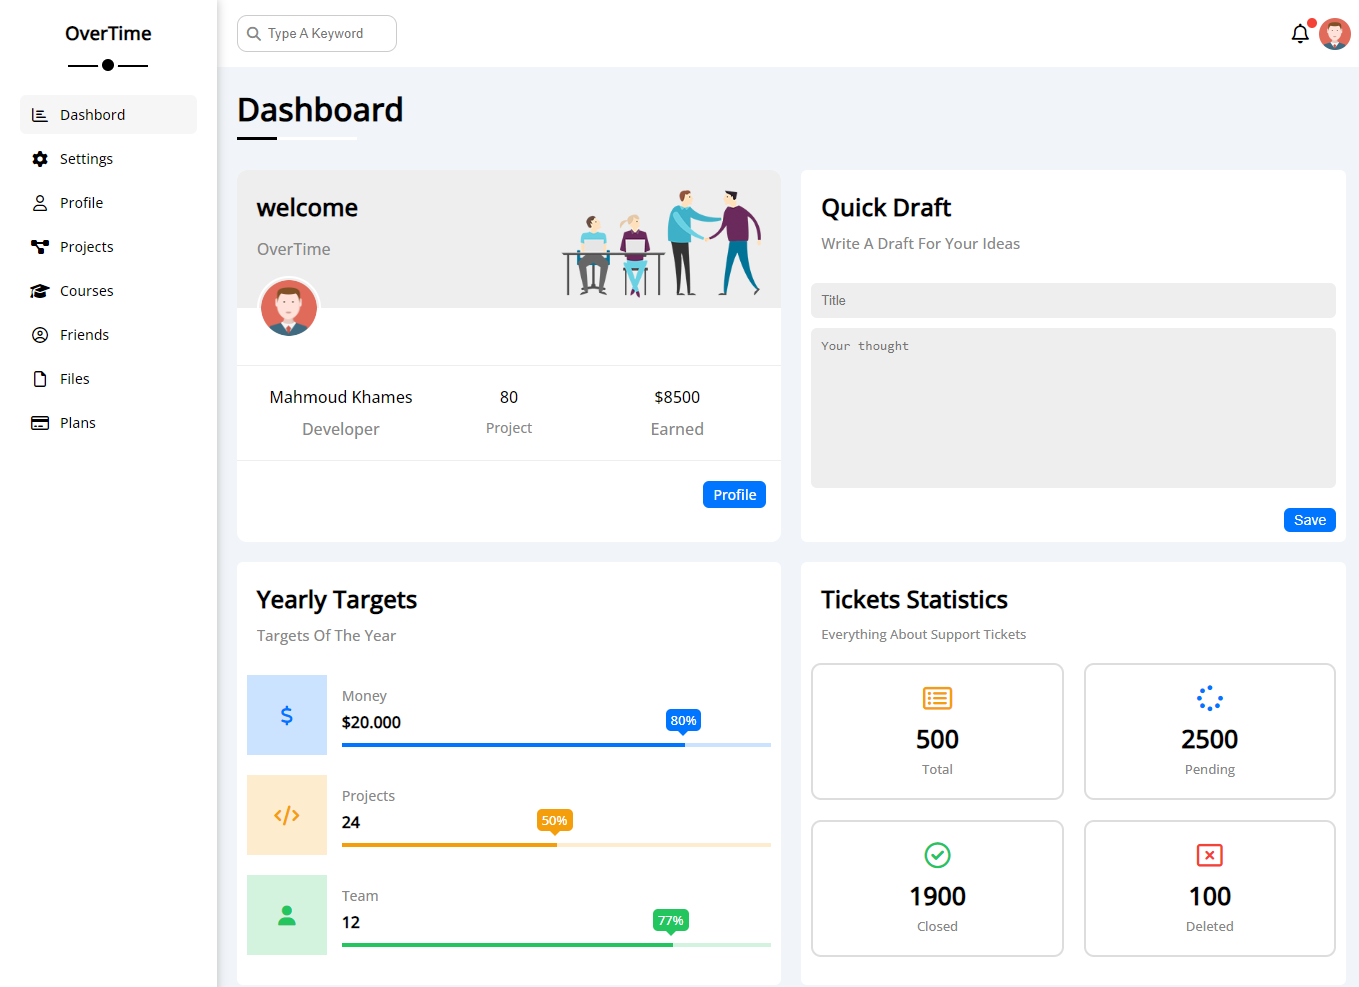 OverTime
Dashbord
Settings
Profile
Projects
Courses
Friends
Files
Plans
Type A Keyword
Dashboard
welcome
OverTime
Mahmoud Khames
Developer
80
Project
$8500
Earned
Profile
Quick Draft
Write A Draft For Your Ideas
Title
Your thought
Save
Yearly Targets
Targets Of The Year
$
Money
$20.000
80%
</>
Projects
24
50%
Team
12
77%
Tickets Statistics
Everything About Support Tickets
500
Total
2500
Pending
1900
Closed
100
Deleted